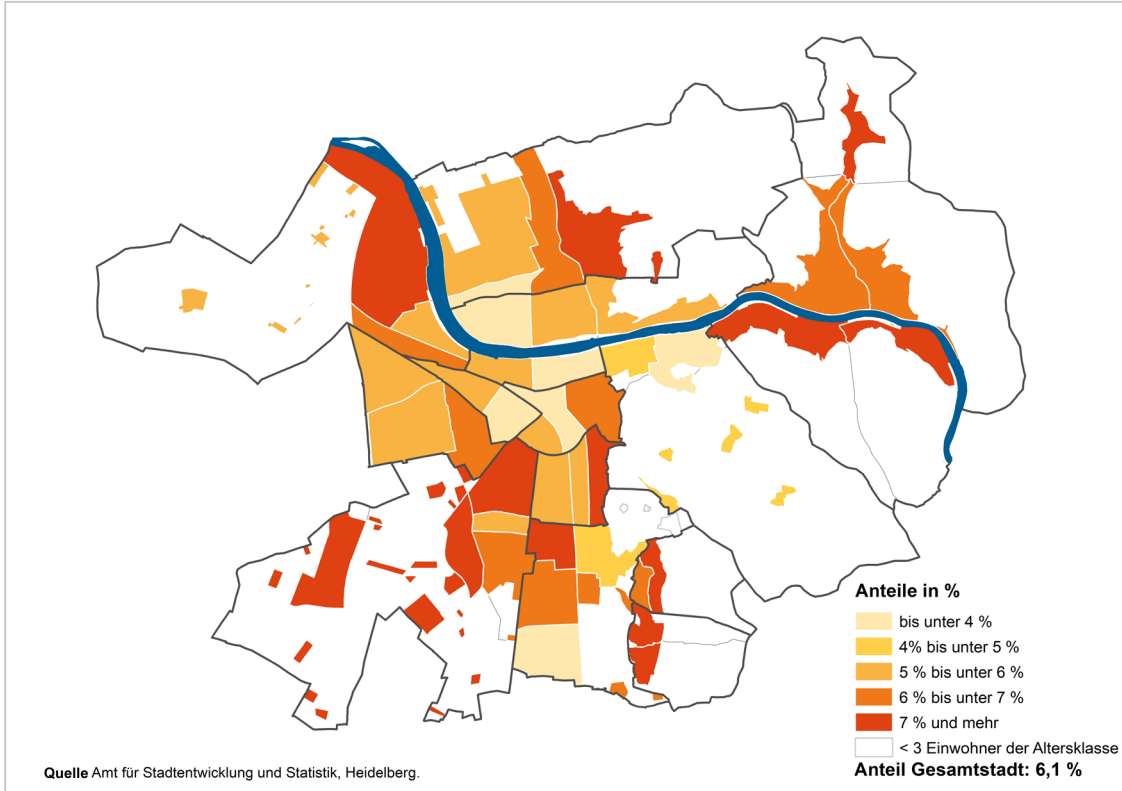 Anteile in %
bis unter 4 %
4% bis unter 5 %
5 % bis unter 6 %
6 % bis unter 7 %
7 % und mehr
< 3 Einwohner der Altersklasse
Anteil Gesamtstadt: 6,1 %
Quelle Amt für Stadtentwicklung und Statistik, Heidelberg.